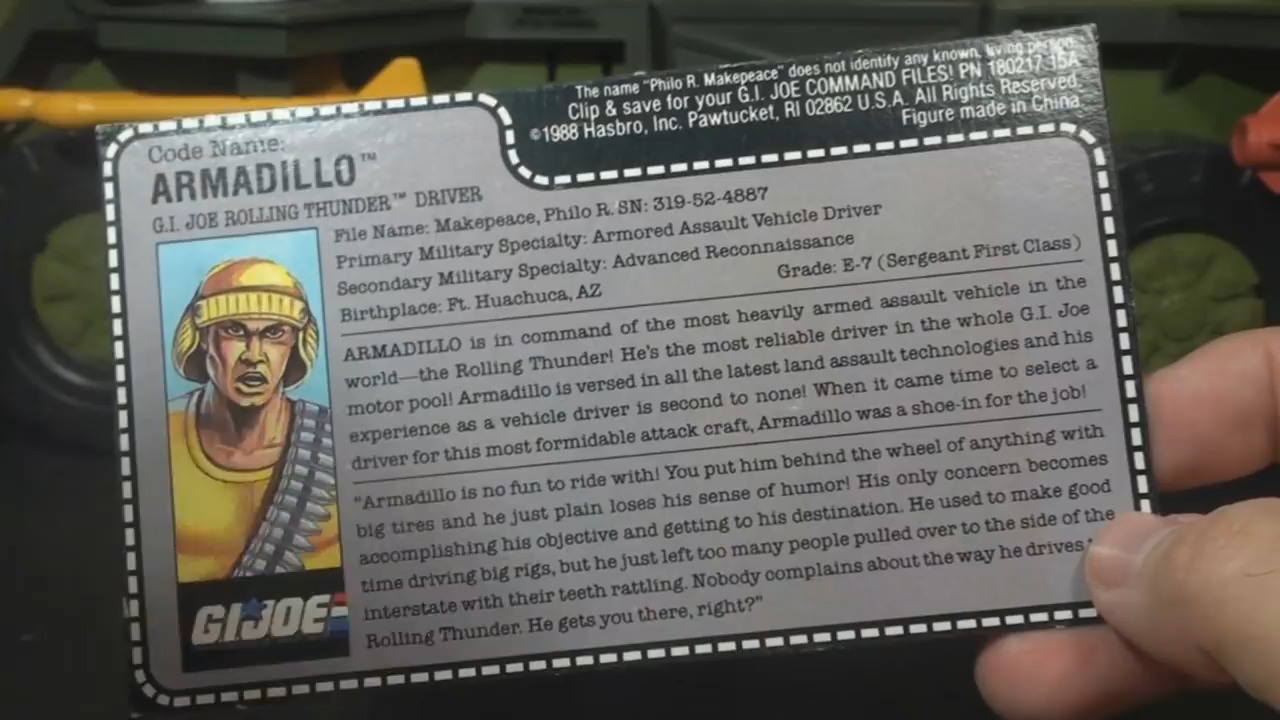 The name "Philo R. Makepeace" does not identify any known, living person.
Clip & save for your G.I. JOE COMMAND FILES! PN 180217 15A
©1988 Hasbro, Inc. Pawtucket, RI 02862 U.S.A. All Rights Reserved.
Figure made in China
Code Name:
ARMADILLO™
G.I. JOE ROLLING THUNDER™ DRIVER
File Name: Makepeace, Philo R. SN: 319-52-4887
Primary Military Specialty: Armored Assault Vehicle Driver
Secondary Military Specialty: Advanced Reconnaissance
Birthplace: Ft. Huachuca, AZ Grade: E-7 (Sergeant First Class)
ARMADILLO is in command of the most heavily armed assault vehicle in the
world—the Rolling Thunder! He's the most reliable driver in the whole G.I. Joe
motor pool! Armadillo is versed in all the latest land assault technologies and his
experience as a vehicle driver is second to none! When it came time to select a
driver for this most formidable attack craft, Armadillo was a shoe-in for the job!
"Armadillo is no fun to ride with! You put him behind the wheel of anything with
big tires and he just plain loses his sense of humor! His only concern becomes
accomplishing his objective and getting to his destination. He used to make good
time driving big rigs, but he just left too many people pulled over to the side of the
interstate with their teeth rattling. Nobody complains about the way he drives
Rolling Thunder. He gets you there, right?"
GI JOE